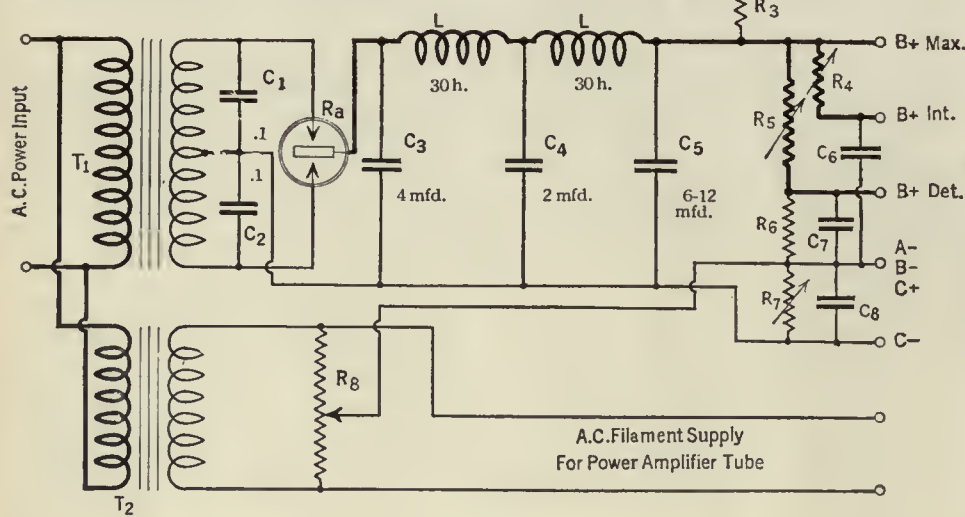 R3
L
L
B+ Max.
30 h.
30 h.
R4
C1
Ra
R5
B+ Int.
.1
C3
C4
C5
C6
T1
.1
4 mfd.
2 mfd.
6-12
mfd.
B+ Det.
C2
R6
C7
A-
B-
C+
R7
C8
C-
A.C. Power Input
R8
A.C. Filament Supply
For Power Amplifier Tube
T2